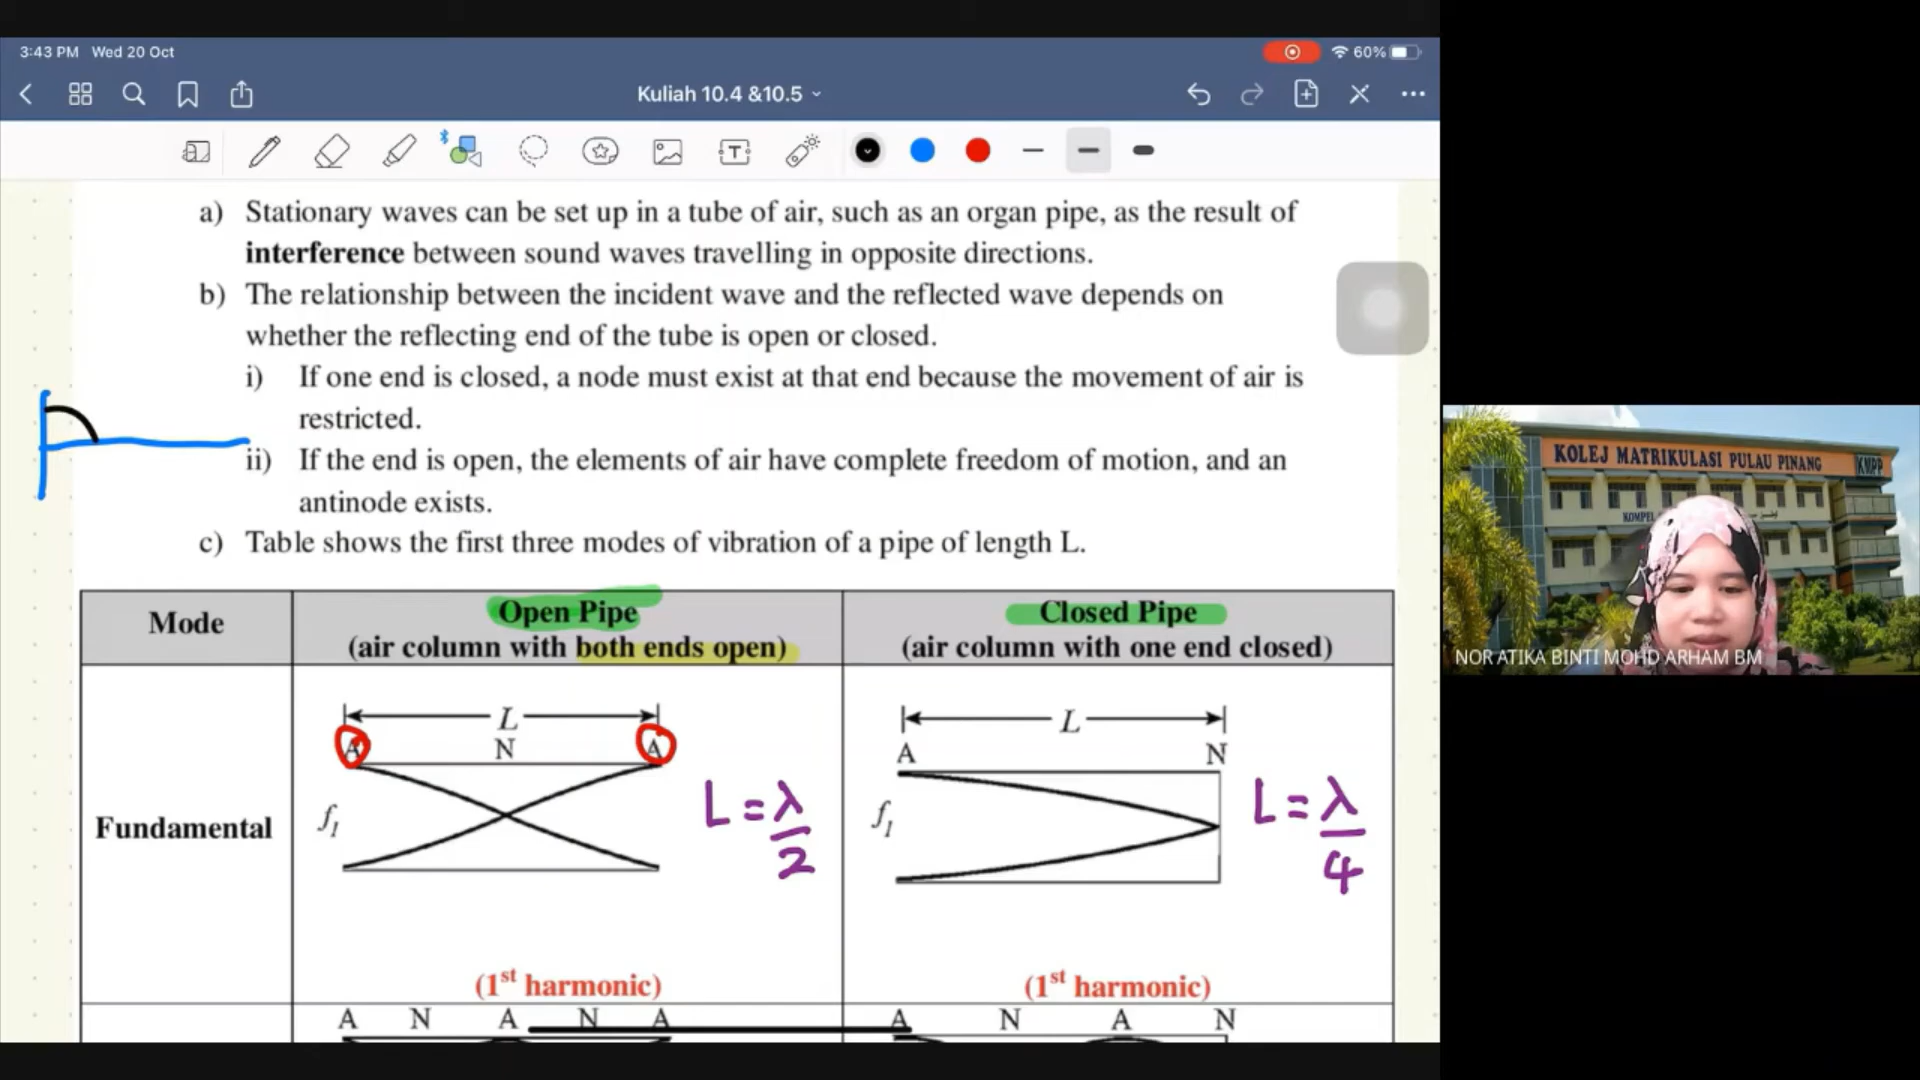 3:43 PM Wed 20 Oct
60%
Kuliah 10.4 &10.5
T
a) Stationary waves can be set up in a tube of air, such as an organ pipe, as the result of
interference between sound waves travelling in opposite directions.
b) The relationship between the incident wave and the reflected wave depends on
whether the reflecting end of the tube is open or closed.
i) If one end is closed, a node must exist at that end because the movement of air is
restricted.
ii) If the end is open, the elements of air have complete freedom of motion, and an
antinode exists.
c) Table shows the first three modes of vibration of a pipe of length L.
Mode
Open Pipe
(air column with both ends open)
Closed Pipe
(air column with one end closed)
Fundamental
L
A N A
f₁
L = λ/2
(1st harmonic)
L
A N
f₁
L = λ/4
(1st harmonic)
A N A N A
A N A N
KOLEJ MATRIKULASI PULAU PINANG
KMPP
NOR ATIKA BINTI MOHD ARHAM BM